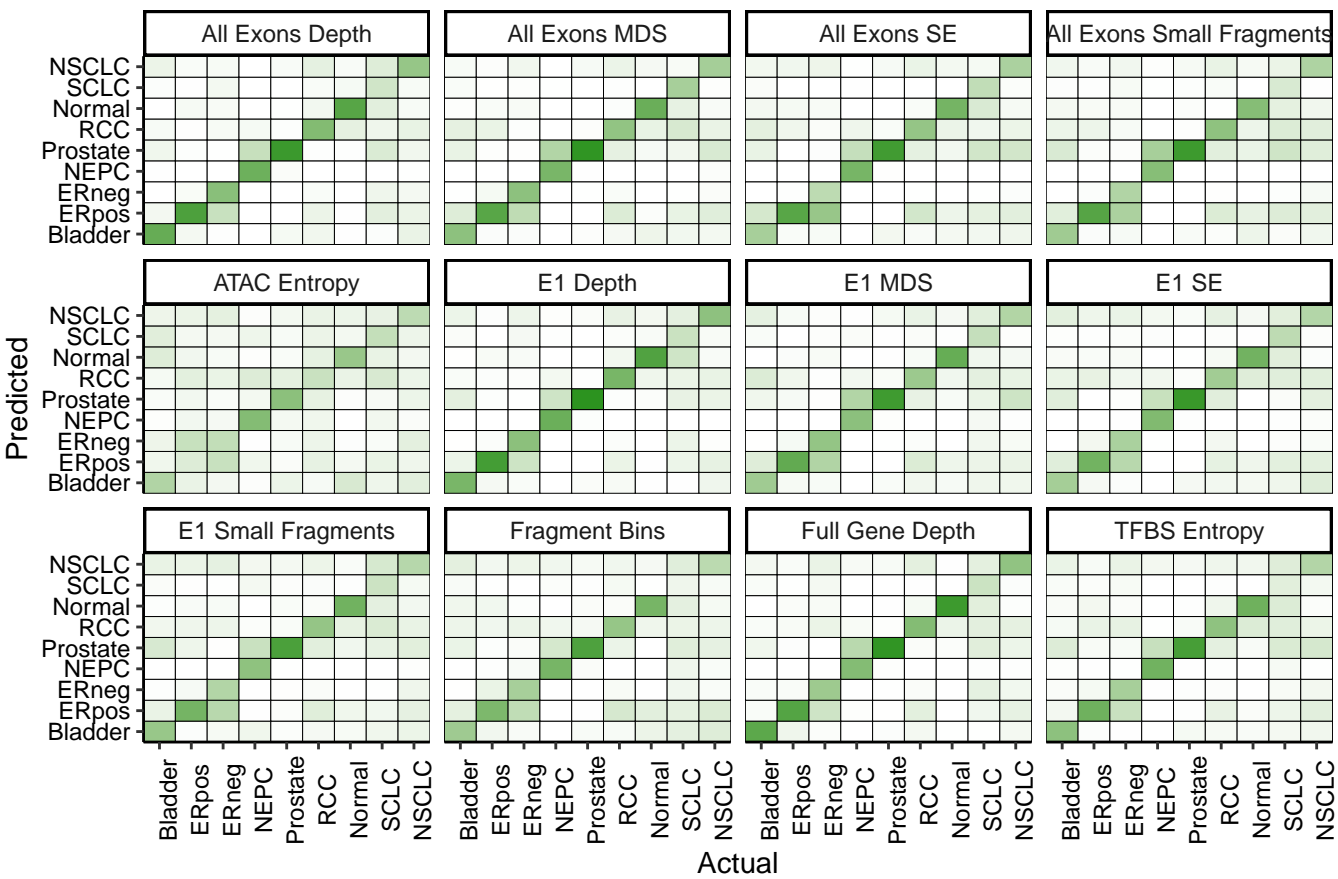 All Exons Depth
All Exons MDS
All Exons SE
All Exons Small Fragments
NSCLC
SCLC
Normal
RCC
Prostate
NEPC
ERneg
ERpos
Bladder
ATAC Entropy
E1 Depth
E1 MDS
E1 SE
NSCLC
SCLC
Normal
RCC
Prostate
NEPC
ERneg
ERpos
Bladder
Predicted
E1 Small Fragments
Fragment Bins
Full Gene Depth
TFBS Entropy
NSCLC
SCLC
Normal
RCC
Prostate
NEPC
ERneg
ERpos
Bladder
Bladder
ERpos
ERneg
NEPC
Prostate
RCC
Normal
SCLC
NSCLC
Bladder
ERpos
ERneg
NEPC
Prostate
RCC
Normal
SCLC
NSCLC
Bladder
ERpos
ERneg
NEPC
Prostate
RCC
Normal
SCLC
NSCLC
Bladder
ERpos
ERneg
NEPC
Prostate
RCC
Normal
SCLC
NSCLC
Actual